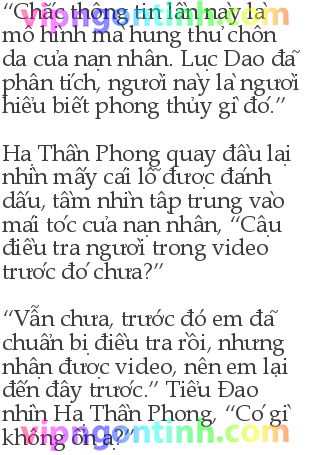 “Chắc thông tin lần này là
mô hình mà hung thủ chôn
da của nạn nhân. Lục Dao đã
phân tích, người này là người
hiểu biết phong thủy gì đó.”
Hạ Thần Phong quay đầu lại
nhìn mấy cái lỗ được đánh
dấu, tầm nhìn tập trung vào
mái tóc của nạn nhân, “Cậu
điều tra người trong video
trước đó chưa?”
“Vẫn chưa, trước đó em đã
chuẩn bị điều tra rồi, nhưng
nhận được video, nên em lại
đến đây trước.” Tiểu Đao
nhìn Hạ Thần Phong, “Có gì
không ổn ạ?”
vipngontinh.com
vipngontinh.com